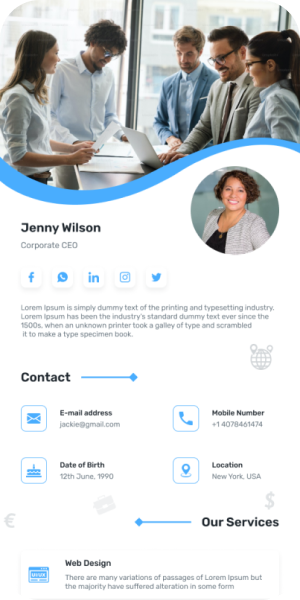 Jenny Wilson
Corporate CEO
Lorem Ipsum is simply dummy text of the printing and typesetting industry.
Lorem Ipsum has been the industry's standard dummy text ever since the
1500s, when an unknown printer took a galley of type and scrambled
it to make a type specimen book.
Contact
E-mail address
jackie@gmail.com
Mobile Number
+1 4078461474
Date of Birth
12th June, 1990
Location
New York, USA
Our Services
Web Design
There are many variations of passages of Lorem Ipsum but
the majority have suffered alteration in some form